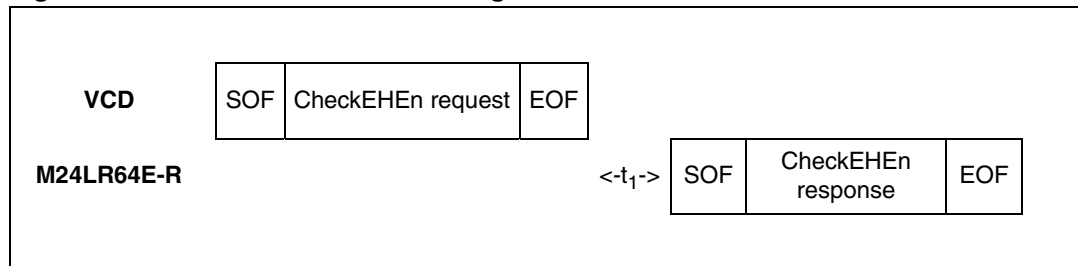 VCD SOF CheckEHEn request EOF
M24LR64E-R <-t1-> SOF CheckEHEn response EOF